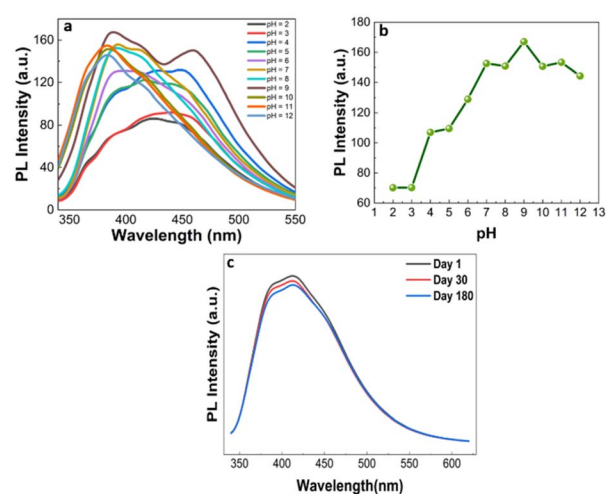 a
pH = 2
pH = 3
pH = 4
pH = 5
pH = 6
pH = 7
pH = 8
pH = 9
pH = 10
pH = 11
pH = 12
160
120
80
40
0
PL Intensity (a.u.)
350 400 450 500 550
Wavelength (nm)
b
180
160
140
120
100
80
60
PL Intensity (a.u.)
1 2 3 4 5 6 7 8 9 10 11 12 13
pH
c
Day 1
Day 30
Day 180
PL Intensity (a.u.)
350 400 450 500 550 600
Wavelength(nm)